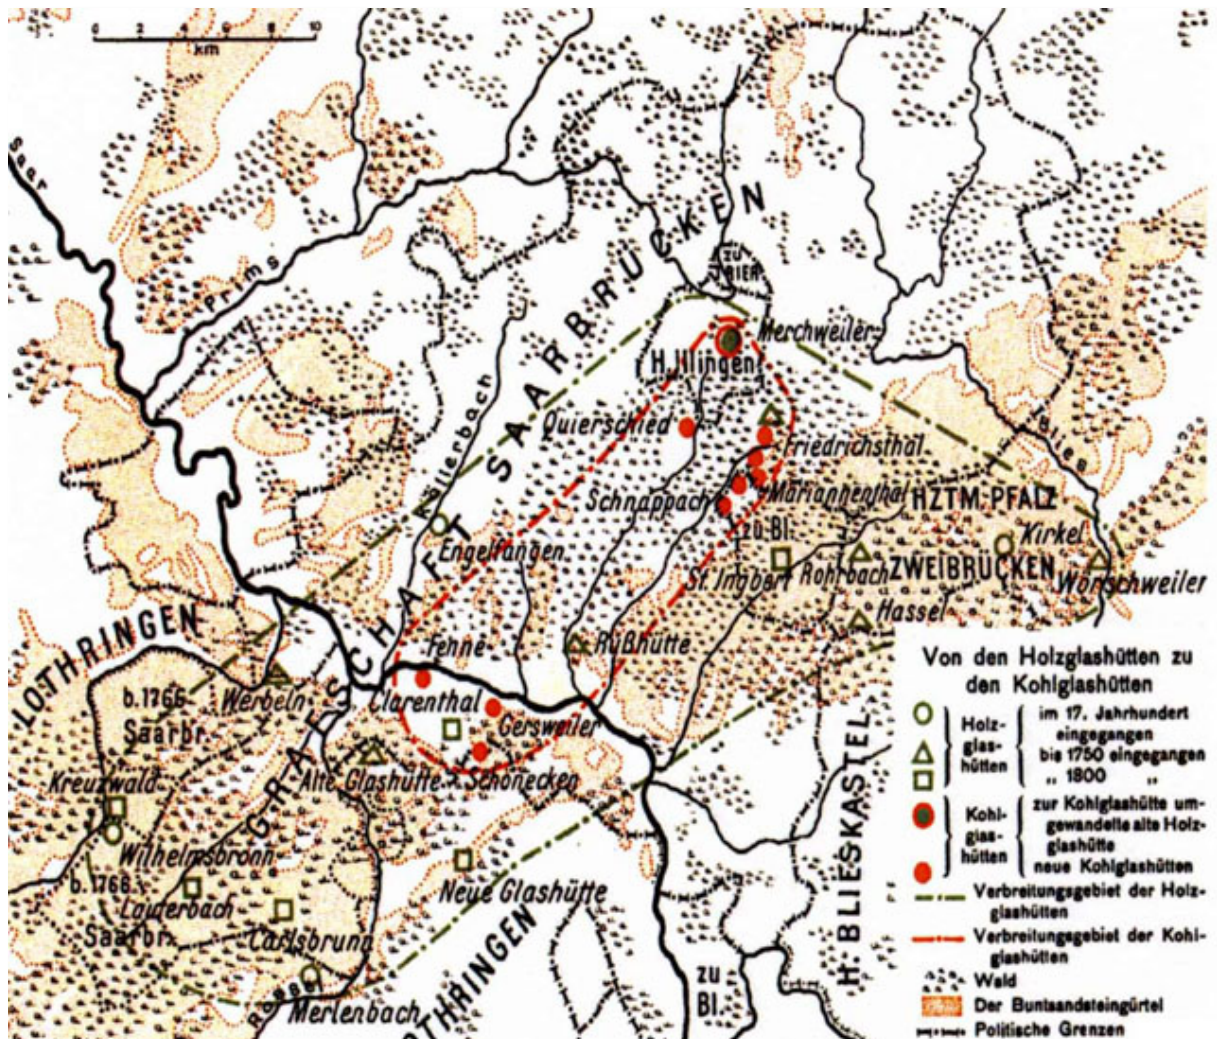 0 2 4 6 8 10
km
Saar
Prims
SAARBRÜCKEN
zu
TRIER
Merchweiler
H. Illingen
Köllerbach
Quierschied
Friedrichsthal
Blies
Schnappach
Mariannenthal
HZTM. PFALZ
zu Bl.
Kirkel
Engelfangen
St. Ingbert
Rohrbach
ZWEIBRÜCKEN
Wörschweiler
Hassel
LOTHRINGEN
GRAFSCHAFT
Fenne
Rußhütte
Werbeln
b. 1766
Saarbr.
Clarenthal
Gersweiler
Kreuzwald
Alte Glashütte
Schönecken
Wilhelmsbronn
b. 1766
Lauterbach
Saarbr.
Neue Glashütte
Carlsbrunn
Rossel
Merlenbach
LOTHRINGEN
zu
Bl.
H. BLIESKASTEL
Von den Holzglashütten zu
den Kohlglashütten
Holz-
glas-
hütten
im 17. Jahrhundert
eingegangen
bis 1750 eingegangen
„ 1800 „
Kohl-
glas-
hütten
zur Kohlglashütte um-
gewandelte alte Holz-
glashütte
neue Kohlglashütten
Verbreitungsgebiet der Holz-
glashütten
Verbreitungsgebiet der Kohl-
glashütten
Wald
Der Buntsandsteingürtel
Politische Grenzen